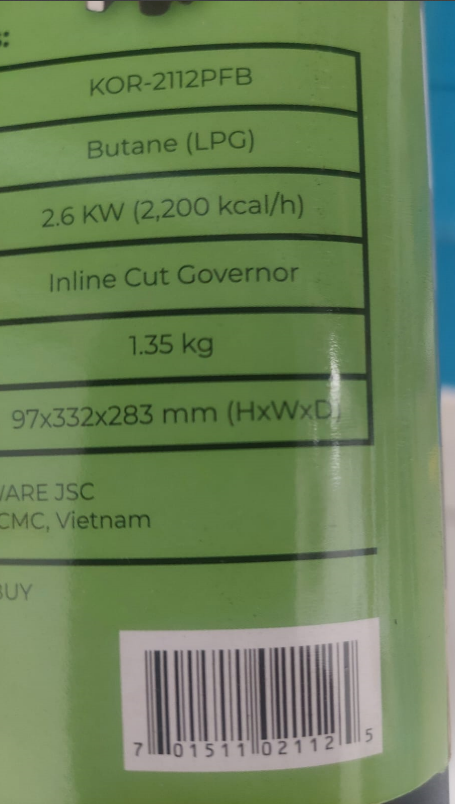 s:
KOR-2112PFB
Butane (LPG)
2.6 KW (2,200 kcal/h)
Inline Cut Governor
1.35 kg
97x332x283 mm (HxWxD)
WARE JSC
CMC, Vietnam
BUY
7 01511 02112 5